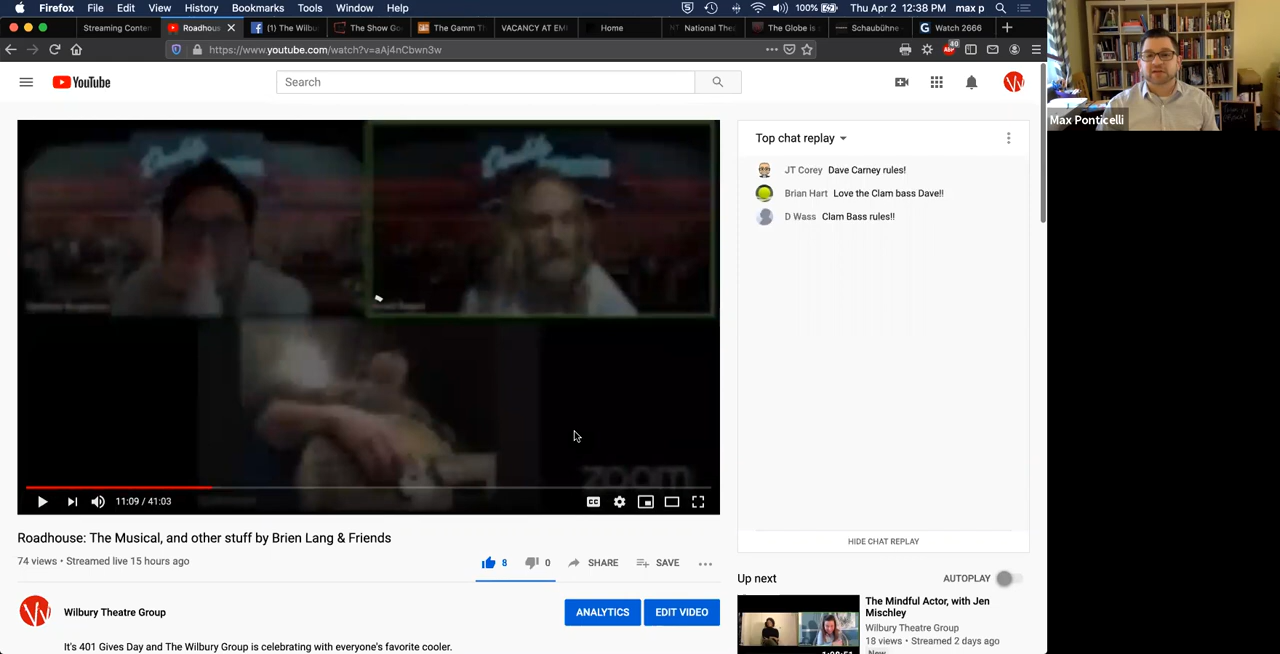 Firefox File Edit View History Bookmarks Tools Window Help 100% Thu Apr 2 12:38 PM max p
Streaming Conten Roadhous (1) The Wilbu The Show Go The Gamm Th VACANCY AT EM Home National Thea The Globe is Schaubühne - Watch 2666
https://www.youtube.com/watch?v=aAj4nCbwn3w
YouTube
Search
Max Ponticelli
Top chat replay
JT Corey Dave Carney rules!
Brian Hart Love the Clam bass Dave!!
D Wass Clam Bass rules!!
zoom
11:09 / 41:03
HIDE CHAT REPLAY
Roadhouse: The Musical, and other stuff by Brien Lang & Friends
74 views • Streamed live 15 hours ago
8 0 SHARE SAVE
Up next AUTOPLAY
Wilbury Theatre Group
ANALYTICS EDIT VIDEO
It's 401 Gives Day and The Wilbury Group is celebrating with everyone's favorite cooler.
The Mindful Actor, with Jen
Mischley
Wilbury Theatre Group
18 views • Streamed 2 days ago
New